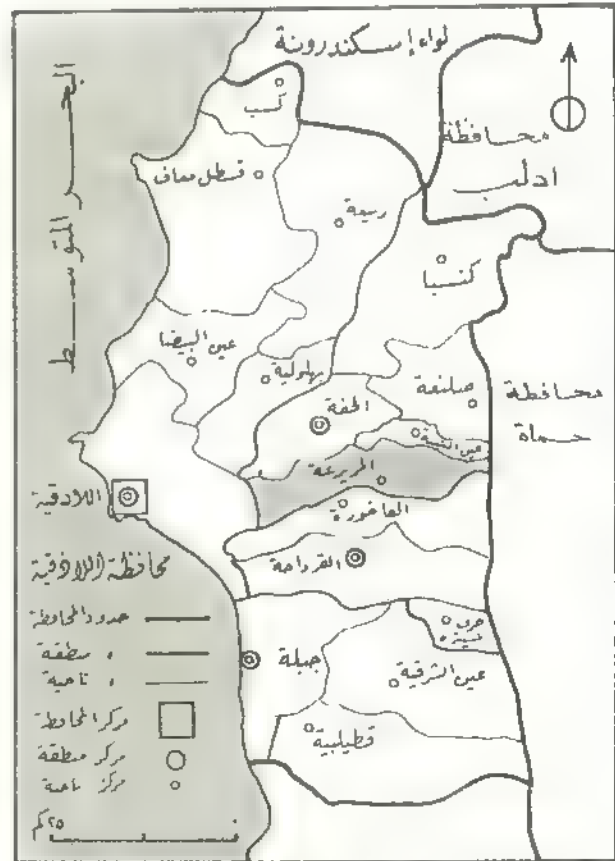 لواء إسكندرونة
البحر المتوسط
محافظة
ادلب
كسب
قسطل معاف
ربيعة
كنسبا
عين البيضا
بهلولية
صلنفة
محافظة
حماة
الحفة
عين التينة
المزيرعة
اللاذقية
الفاخورة
القرداحة
محافظة اللاذقية
حدود المحافظة
منطقة
ناحية
مركز المحافظة
مركز منطقة
مركز ناحية
٢٥ كم
جبلة
حرف
عين الشرقية
قطيلبية